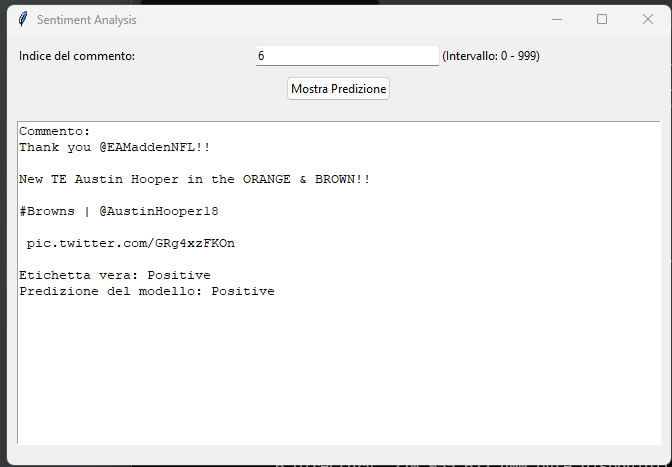 Sentiment Analysis
Indice del commento: 6 (Intervallo: 0 - 999)
Mostra Predizione
Commento:
Thank you @EAMaddenNFL!!
New TE Austin Hooper in the ORANGE & BROWN!!
#Browns | @AustinHooper18
pic.twitter.com/GRg4xzFKOn
Etichetta vera: Positive
Predizione del modello: Positive